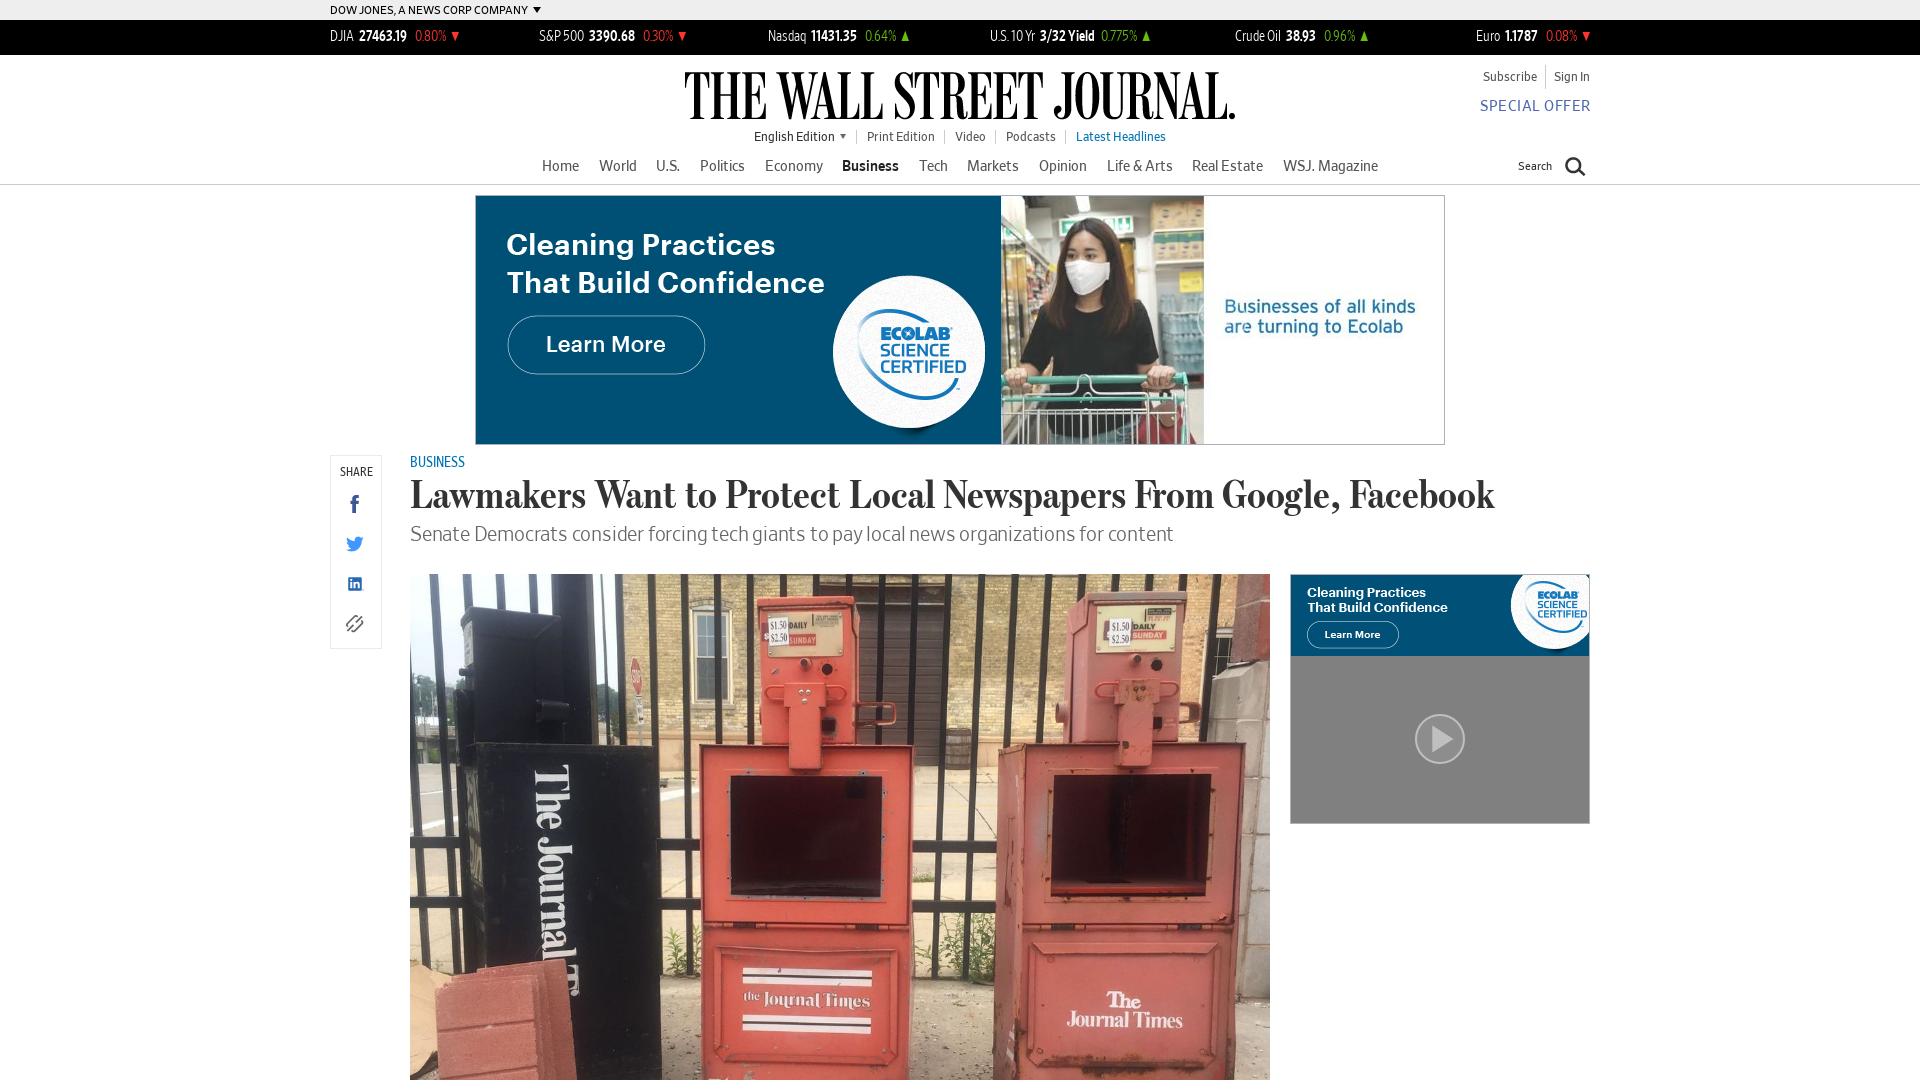 DOW JONES, A NEWS CORP COMPANY
DJIA 27463.19 0.80%
S&P 500 3390.68 0.30%
Nasdaq 11431.35 0.64%
U.S. 10 Yr 3/32 Yield 0.775%
Crude Oil 38.93 0.96%
Euro 1.1787 0.08%
THE WALL STREET JOURNAL.
Subscribe
Sign In
SPECIAL OFFER
English Edition
Print Edition
Video
Podcasts
Latest Headlines
Home
World
U.S.
Politics
Economy
Business
Tech
Markets
Opinion
Life & Arts
Real Estate
WSJ. Magazine
Search
Cleaning Practices
That Build Confidence
Learn More
ECOLAB
SCIENCE
CERTIFIED
Businesses of all kinds
are turning to Ecolab
SHARE
BUSINESS
Lawmakers Want to Protect Local Newspapers From Google, Facebook
Senate Democrats consider forcing tech giants to pay local news organizations for content
$1.50 DAILY
$2.50 SUNDAY
$1.50 DAILY
$2.50 SUNDAY
The Journal T
the Journal Times
The
Journal Times
Cleaning Practices
That Build Confidence
Learn More
ECOLAB
SCIENCE
CERTIFIED